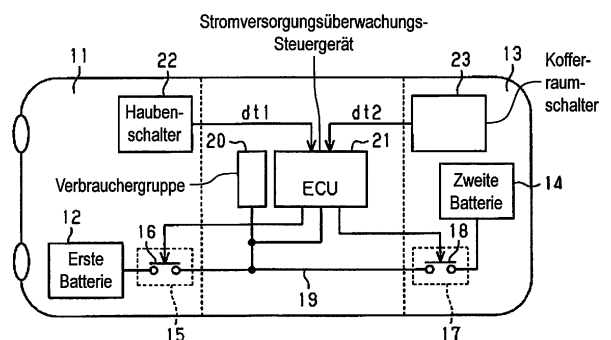 Stromversorgungsüberwachungs-
Steuergerät
11
22
23
13
Koffer-
raum-
schalter
Hauben-
schalter
dt1
dt2
20
21
Verbrauchergruppe
ECU
Zweite
Batterie
14
12
16
18
Erste
Batterie
15
19
17